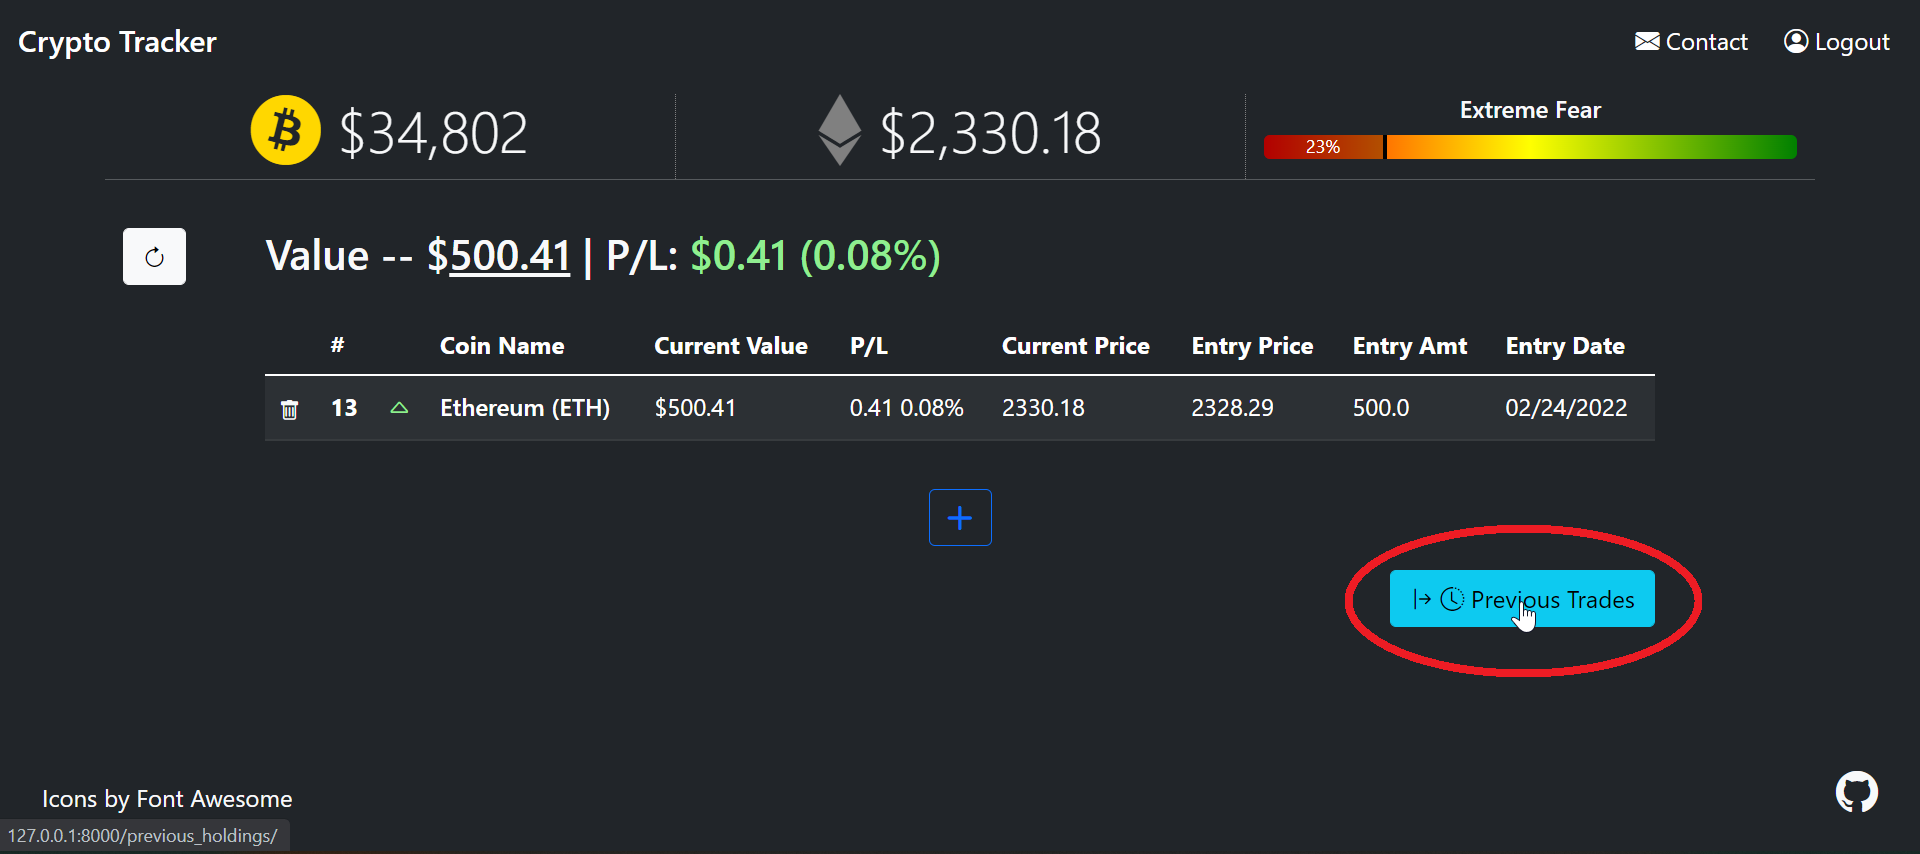 Crypto Tracker
Contact
Logout
$34,802
$2,330.18
Extreme Fear
23%
Value -- $500.41 | P/L: $0.41 (0.08%)
# Coin Name Current Value P/L Current Price Entry Price Entry Amt Entry Date
13 Ethereum (ETH) $500.41 0.41 0.08% 2330.18 2328.29 500.0 02/24/2022
Previous Trades
Icons by Font Awesome
127.0.0.1:8000/previous_holdings/